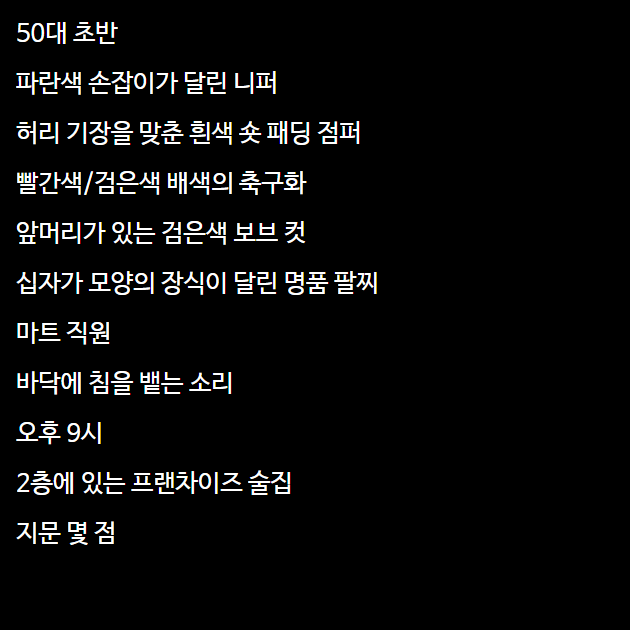 50대 초반
파란색 손잡이가 달린 니퍼
허리 기장을 맞춘 흰색 숏 패딩 점퍼
빨간색/검은색 배색의 축구화
앞머리가 있는 검은색 보브 컷
십자가 모양의 장식이 달린 명품 팔찌
마트 직원
바닥에 침을 뱉는 소리
오후 9시
2층에 있는 프랜차이즈 술집
지문 몇 점